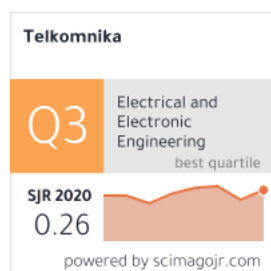 Telkomnika
Q3
Electrical and
Electronic
Engineering
best quartile
SJR 2020
0.26
powered by scimagojr.com